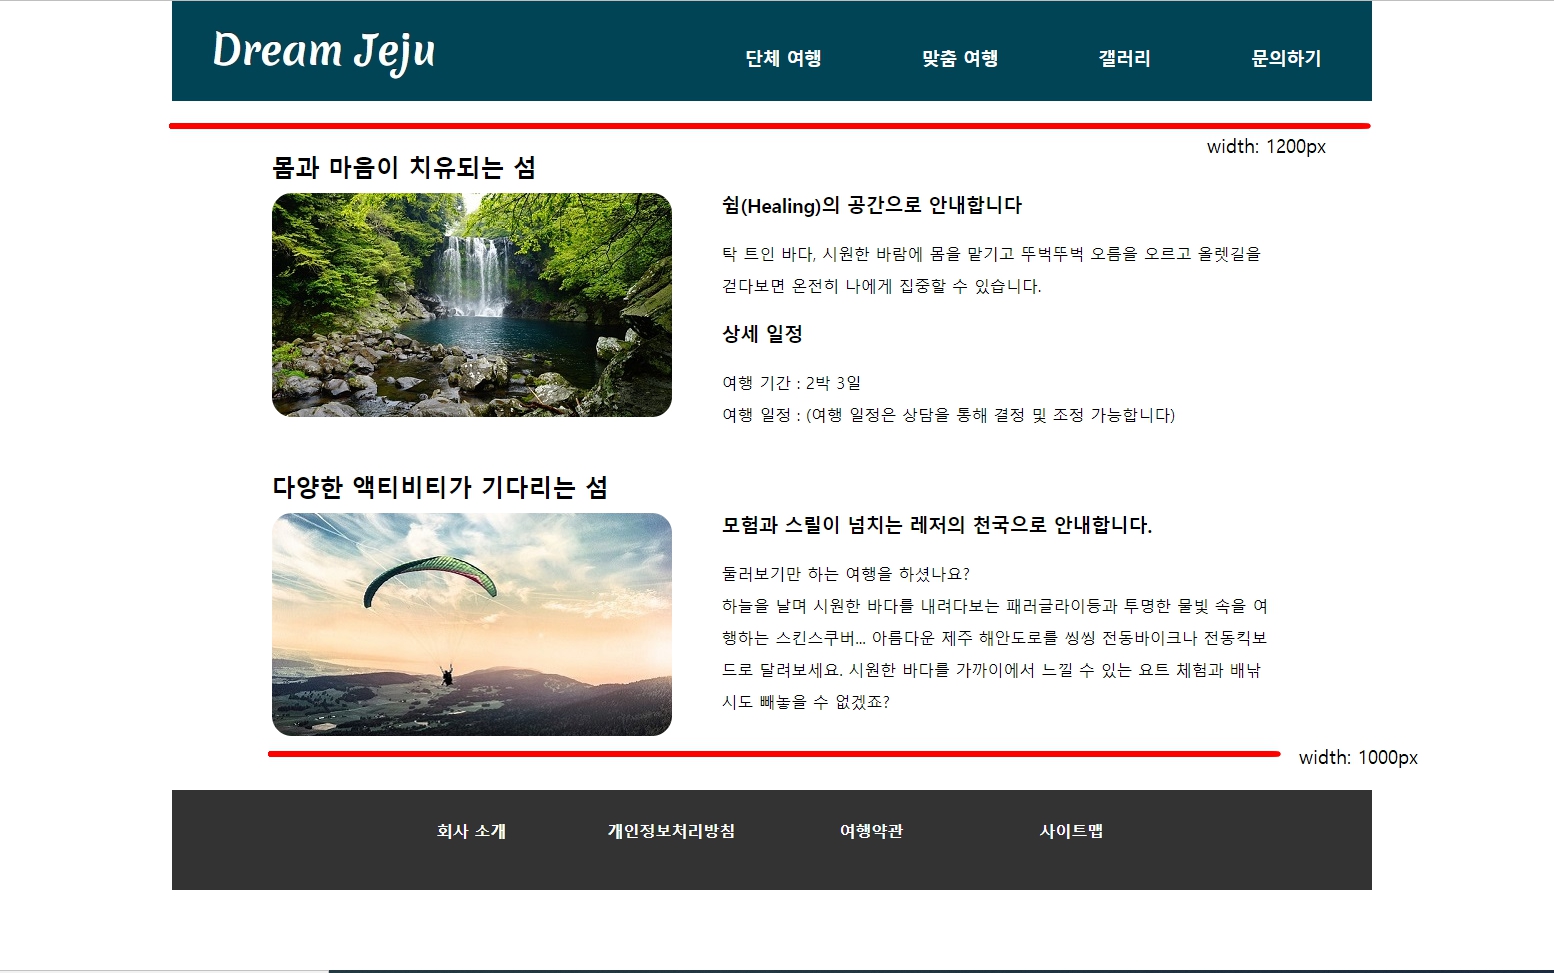 Dream Jeju
단체 여행 맞춤 여행 갤러리 문의하기
width: 1200px
몸과 마음이 치유되는 섬
쉼(Healing)의 공간으로 안내합니다
탁 트인 바다, 시원한 바람에 몸을 맡기고 뚜벅뚜벅 오름을 오르고 올렛길을
걷다보면 온전히 나에게 집중할 수 있습니다.
상세 일정
여행 기간 : 2박 3일
여행 일정 : (여행 일정은 상담을 통해 결정 및 조정 가능합니다)
다양한 액티비티가 기다리는 섬
모험과 스릴이 넘치는 레저의 천국으로 안내합니다.
둘러보기만 하는 여행을 하셨나요?
하늘을 날며 시원한 바다를 내려다보는 패러글라이등과 투명한 물빛 속을 여
행하는 스킨스쿠버... 아름다운 제주 해안도로를 씽씽 전동바이크나 전동킥보
드로 달려보세요. 시원한 바다를 가까이에서 느낄 수 있는 요트 체험과 배낚
시도 빼놓을 수 없겠죠?
width: 1000px
회사 소개 개인정보처리방침 여행약관 사이트맵